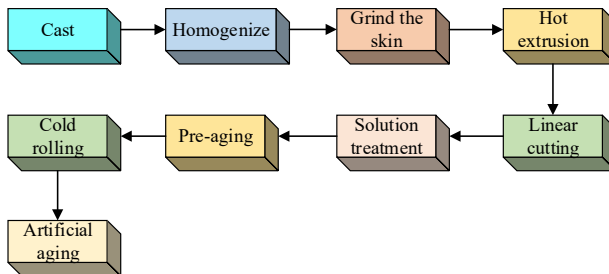 Cast
Homogenize
Grind the
skin
Hot
extrusion
Linear
cutting
Solution
treatment
Pre-aging
Cold
rolling
Artificial
aging